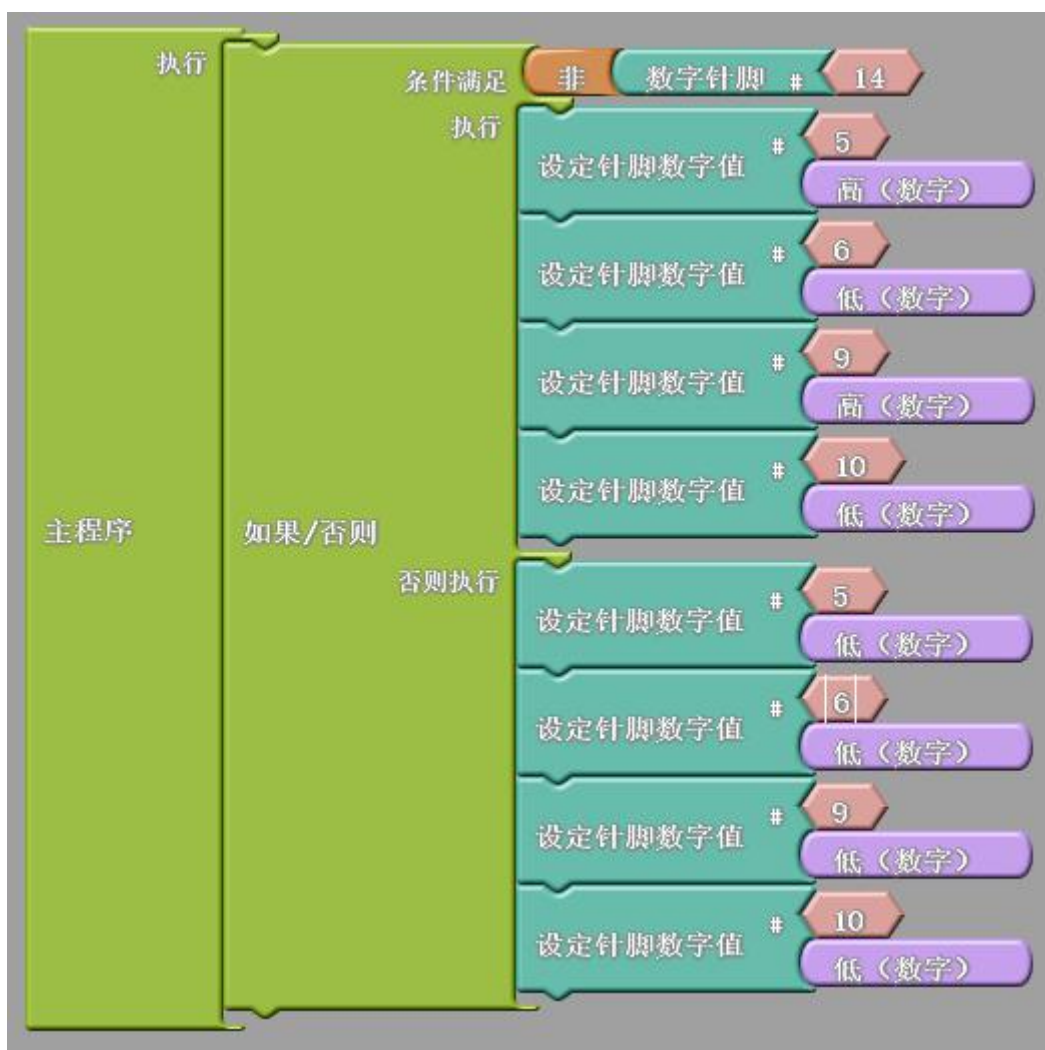 执行
条件满足 非 数字针脚 # 14
执行
设定针脚数字值 # 5
高（数字）
设定针脚数字值 # 6
低（数字）
设定针脚数字值 # 9
高（数字）
设定针脚数字值 # 10
低（数字）
主程序 如果/否则
否则执行
设定针脚数字值 # 5
低（数字）
设定针脚数字值 # 6
低（数字）
设定针脚数字值 # 9
低（数字）
设定针脚数字值 # 10
低（数字）